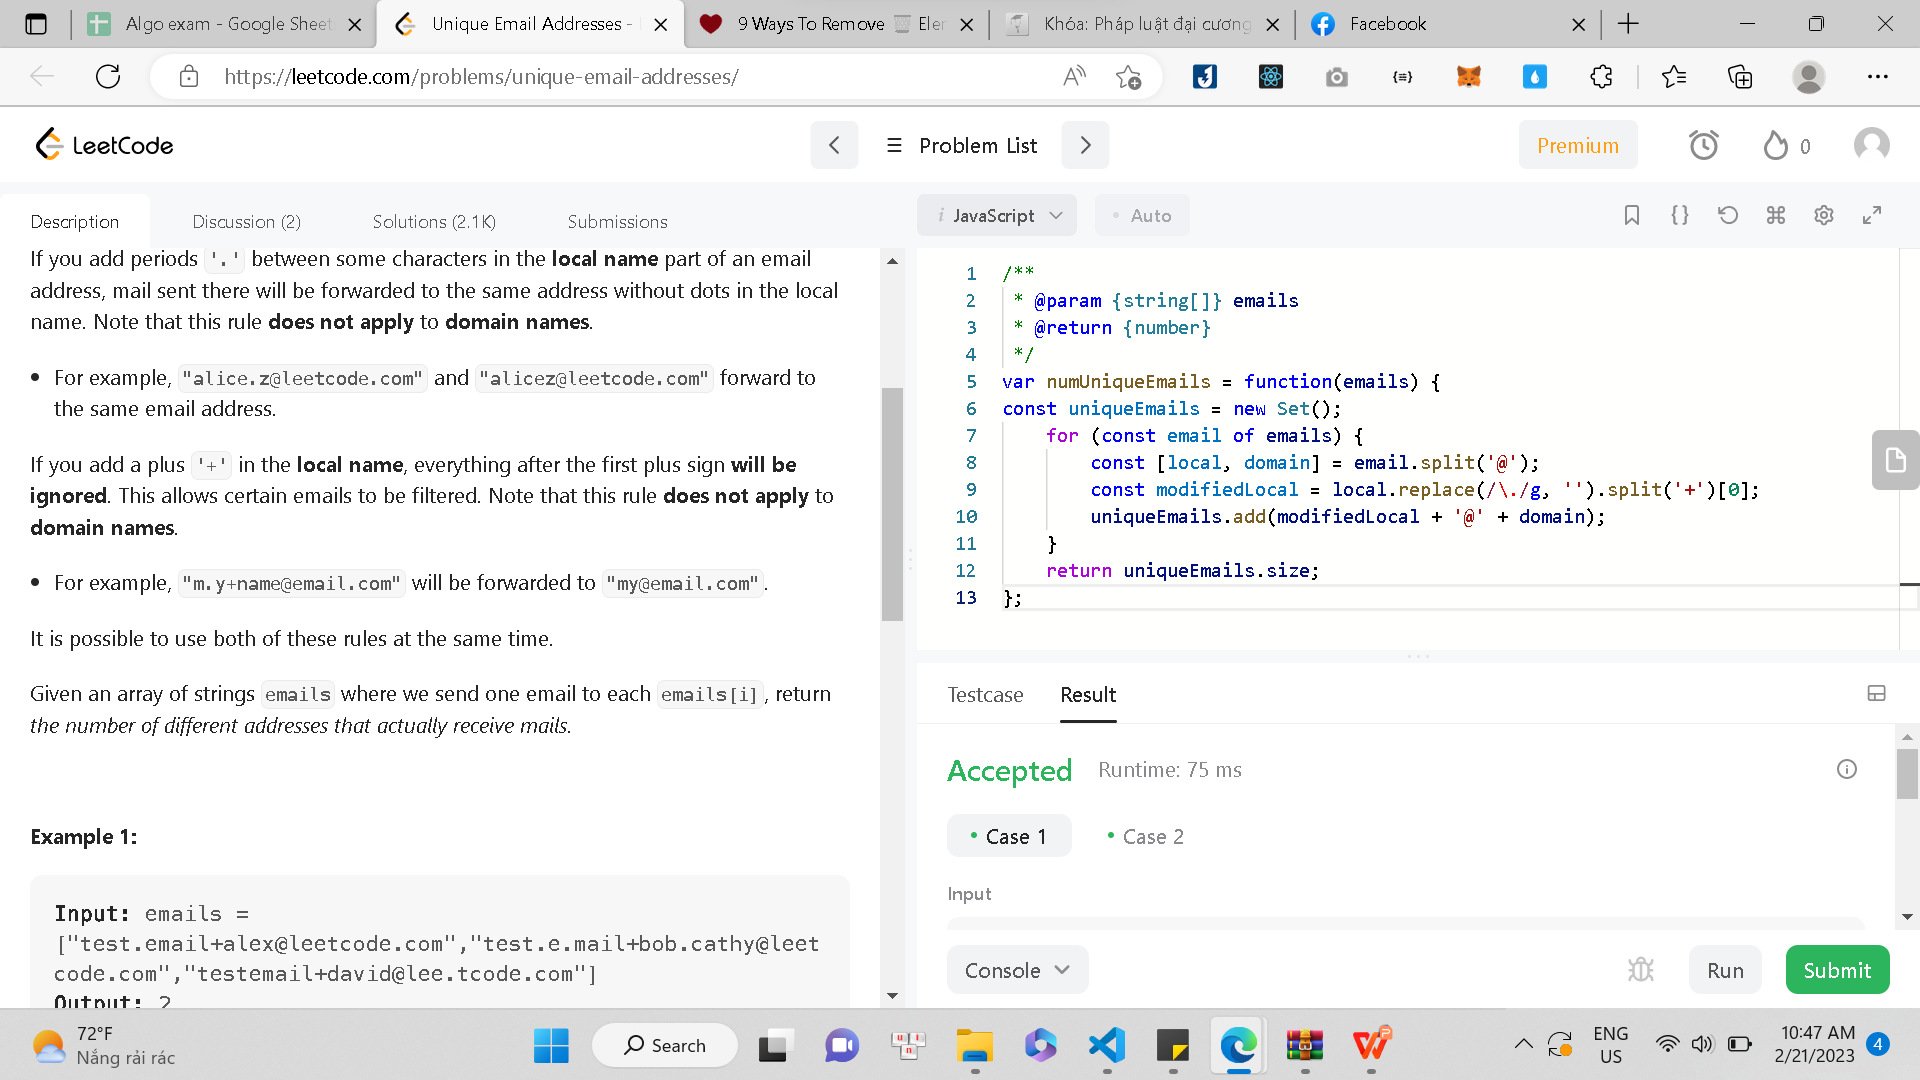 Algo exam - Google Sheet
Unique Email Addresses -
9 Ways To Remove 🗑 Eler
Khóa: Pháp luật đại cương
Facebook
https://leetcode.com/problems/unique-email-addresses/
LeetCode
Problem List
Premium
0
Description
Discussion (2)
Solutions (2.1K)
Submissions
i JavaScript
Auto
If you add periods '.' between some characters in the local name part of an email
address, mail sent there will be forwarded to the same address without dots in the local
name. Note that this rule does not apply to domain names.
• For example, "alice.z@leetcode.com" and "alicez@leetcode.com" forward to
the same email address.
If you add a plus '+' in the local name, everything after the first plus sign will be
ignored. This allows certain emails to be filtered. Note that this rule does not apply to
domain names.
• For example, "m.y+name@email.com" will be forwarded to "my@email.com".
It is possible to use both of these rules at the same time.
Given an array of strings emails where we send one email to each emails[i], return
the number of different addresses that actually receive mails.
Example 1:
Input: emails =
["test.email+alex@leetcode.com","test.e.mail+bob.cathy@leet
code.com","testemail+david@lee.tcode.com"]
Output: 2
1 /**
2 * @param {string[]} emails
3 * @return {number}
4 */
5 var numUniqueEmails = function(emails) {
6 const uniqueEmails = new Set();
7 for (const email of emails) {
8 const [local, domain] = email.split('@');
9 const modifiedLocal = local.replace(/\./g, '').split('+')[0];
10 uniqueEmails.add(modifiedLocal + '@' + domain);
11 }
12 return uniqueEmails.size;
13 };
Testcase
Result
Accepted
Runtime: 75 ms
• Case 1
• Case 2
Input
Console
Run
Submit
72°F
Nắng rải rác
Search
ENG
US
10:47 AM
2/21/2023
4